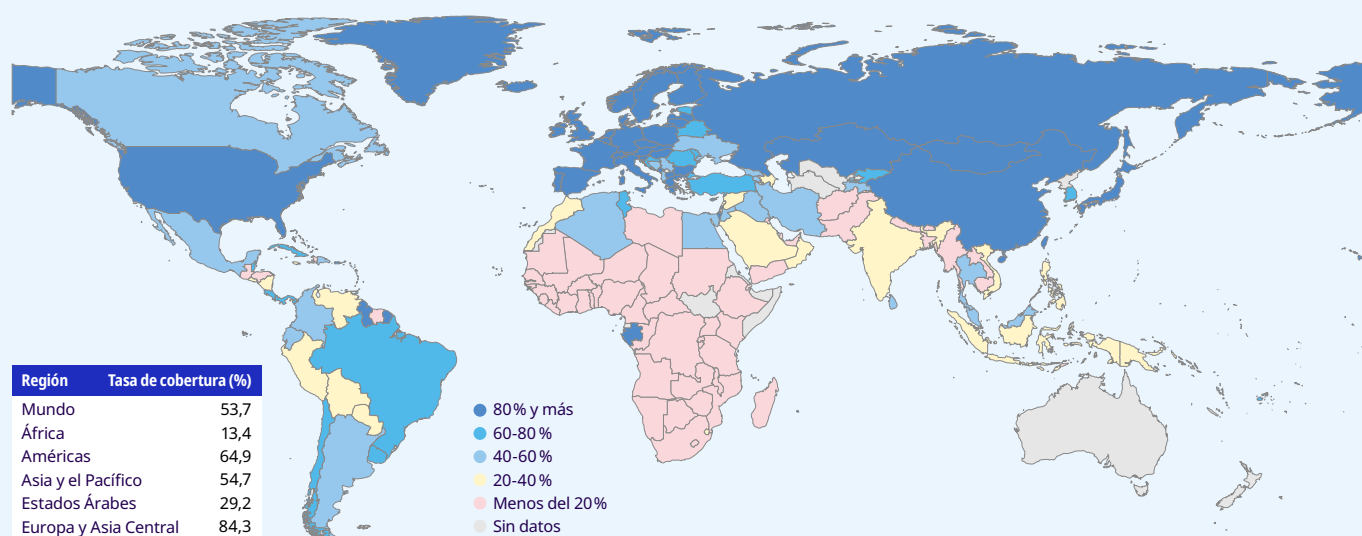 Región Tasa de cobertura (%)
Mundo 53,7
África 13,4
Américas 64,9
Asia y el Pacífico 54,7
Estados Árabes 29,2
Europa y Asia Central 84,3
80% y más
60-80%
40-60%
20-40%
Menos del 20%
Sin datos